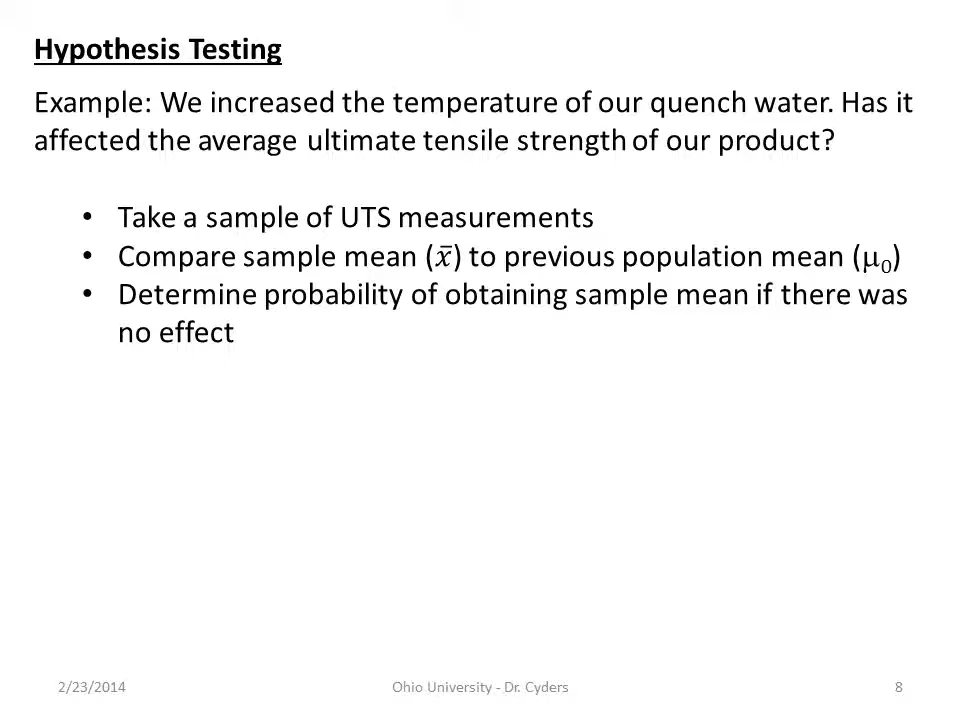 Hypothesis Testing
Example: We increased the temperature of our quench water. Has it
affected the average ultimate tensile strength of our product?
• Take a sample of UTS measurements
• Compare sample mean (x̄) to previous population mean (μ₀)
• Determine probability of obtaining sample mean if there was
no effect
2/23/2014
Ohio University - Dr. Cyders
8